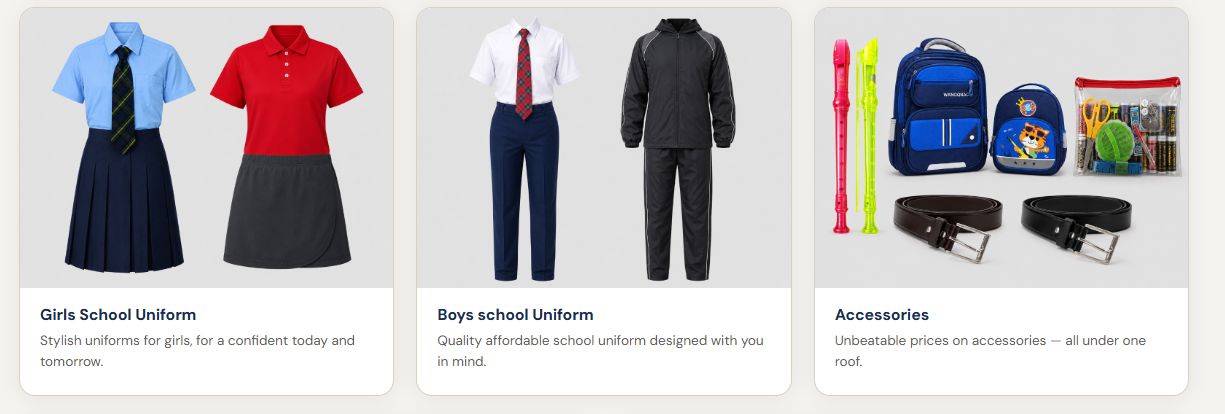 WANDGNAL
Girls School Uniform
Stylish uniforms for girls, for a confident today and
tomorrow.
Boys school Uniform
Quality affordable school uniform designed with you
in mind.
Accessories
Unbeatable prices on accessories — all under one
roof.